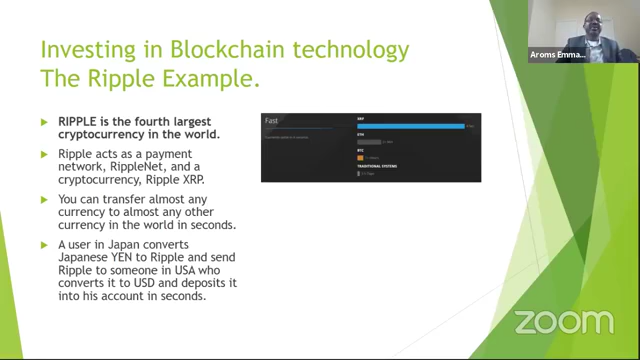 Investing in Blockchain technology
The Ripple Example.
RIPPLE is the fourth largest
cryptocurrency in the world.
Ripple acts as a payment
network, RippleNet, and a
cryptocurrency, Ripple XRP.
You can transfer almost any
currency to almost any other
currency in the world in seconds.
A user in Japan converts
Japanese YEN to Ripple and send
Ripple to someone in USA who
converts it to USD and deposits it
into his account in seconds.
Fast
XRP
ETH
BTC
TRADITIONAL SYSTEMS
Aroms Emma...
zoom